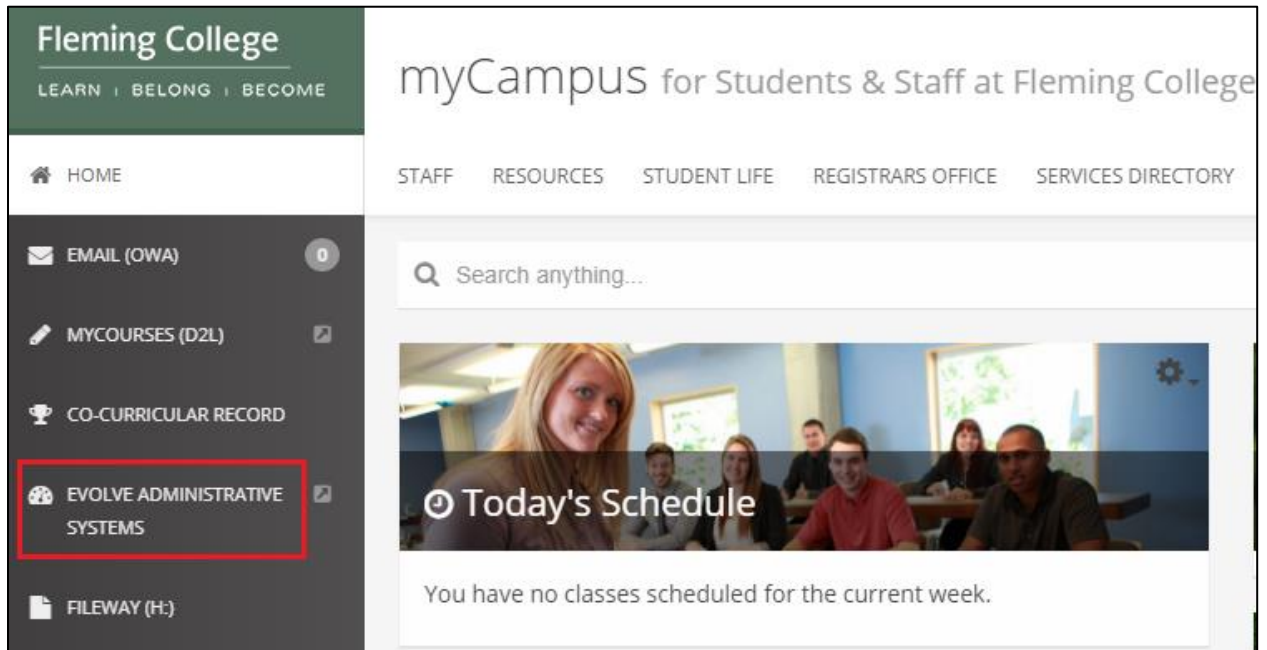 Fleming College
LEARN | BELONG | BECOME
myCampus for Students & Staff at Fleming College
HOME
STAFF RESOURCES STUDENT LIFE REGISTRARS OFFICE SERVICES DIRECTORY
EMAIL (OWA) 0
Search anything...
MYCOURSES (D2L)
CO-CURRICULAR RECORD
EVOLVE ADMINISTRATIVE
SYSTEMS
Today's Schedule
You have no classes scheduled for the current week.
FILEWAY (H:)